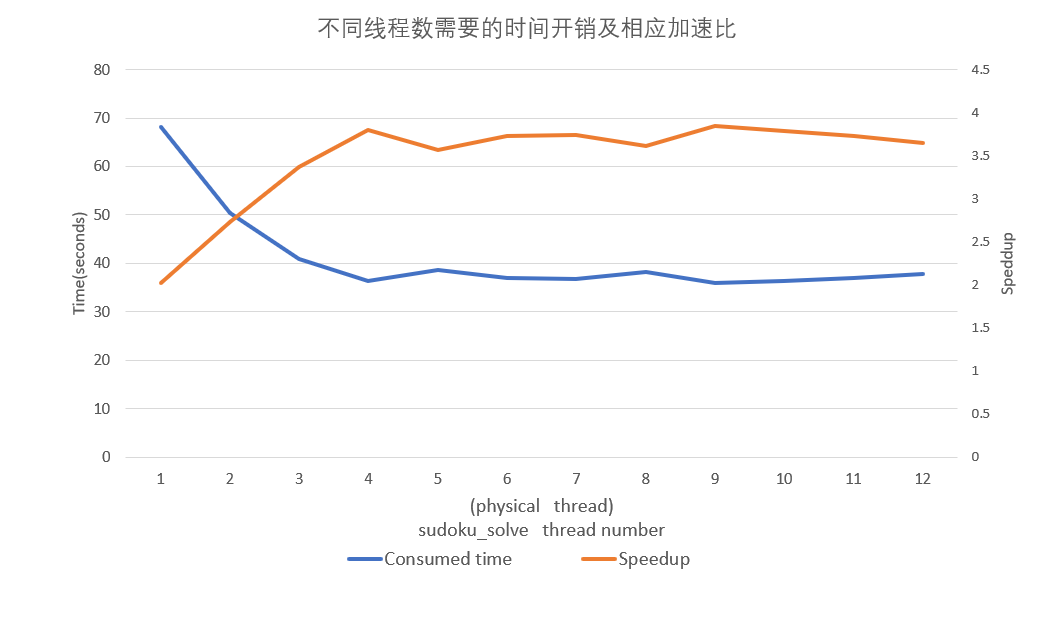 不同线程数需要的时间开销及相应加速比
80
70
60
50
40
30
20
10
0
Time(seconds)
4.5
4
3.5
3
2.5
2
1.5
1
0.5
0
Speddup
1 2 3 4 5 6 7 8 9 10 11 12
(physical thread)
sudoku_solve thread number
Consumed time Speedup